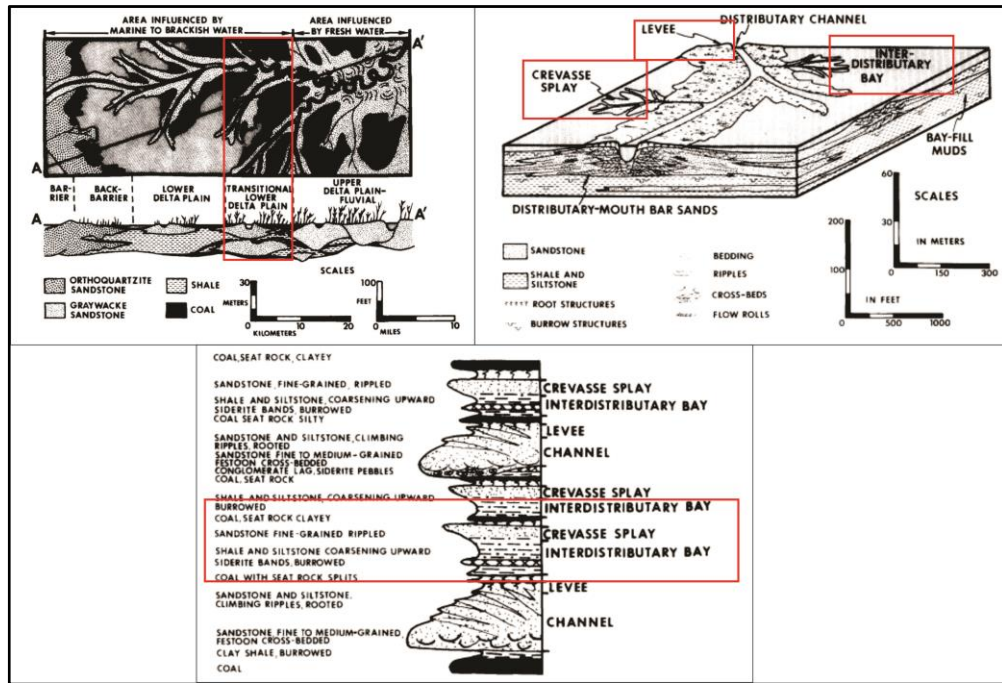 AREA INFLUENCED BY
MARINE TO BRACKISH WATER
AREA INFLUENCED
BY FRESH WATER
A'
A
BAR-
RIER
BACK-
BARRIER
LOWER
DELTA PLAIN
TRANSITIONAL
LOWER
DELTA PLAIN
UPPER
DELTA PLAIN-
FLUVIAL
A
A'
ORTHOQUARTZITE
SANDSTONE
GRAYWACKE
SANDSTONE
SHALE
COAL
SCALES
30
METERS
0
0 10 20
KILOMETERS
100
FEET
0
0 10
MILES
DISTRIBUTARY CHANNEL
LEVEE
CREVASSE
SPLAY
INTER-
DISTRIBUTARY
BAY
BAY-FILL
MUDS
DISTRIBUTARY-MOUTH BAR SANDS
SANDSTONE
SHALE AND
SILTSTONE
ROOT STRUCTURES
BURROW STRUCTURES
BEDDING
RIPPLES
CROSS-BEDS
FLOW ROLLS
60
30
0
SCALES
IN METERS
0 150 300
200
100
0
IN FEET
0 500 1000
COAL, SEAT ROCK, CLAYEY
SANDSTONE, FINE-GRAINED, RIPPLED
SHALE AND SILTSTONE, COARSENING UPWARD
SIDERITE BANDS, BURROWED
COAL SEAT ROCK SILTY
SANDSTONE AND SILTSTONE, CLIMBING
RIPPLES, ROOTED
SANDSTONE FINE TO MEDIUM-GRAINED
FESTOON CROSS-BEDDED
CONGLOMERATE LAG, SIDERITE PEBBLES
COAL, SEAT ROCK
SHALE AND SILTSTONE, COARSENING UPWARD
BURROWED
COAL, SEAT ROCK CLAYEY
SANDSTONE FINE-GRAINED RIPPLED
SHALE AND SILTSTONE COARSENING UPWARD
SIDERITE BANDS, BURROWED
COAL WITH SEAT ROCK SPLITS
SANDSTONE AND SILTSTONE,
CLIMBING RIPPLES, ROOTED
SANDSTONE, FINE TO MEDIUM-GRAINED,
FESTOON CROSS-BEDDED
CLAY SHALE, BURROWED
COAL
CREVASSE SPLAY
INTERDISTRIBUTARY BAY
LEVEE
CHANNEL
CREVASSE SPLAY
INTERDISTRIBUTARY BAY
CREVASSE SPLAY
INTERDISTRIBUTARY BAY
LEVEE
CHANNEL